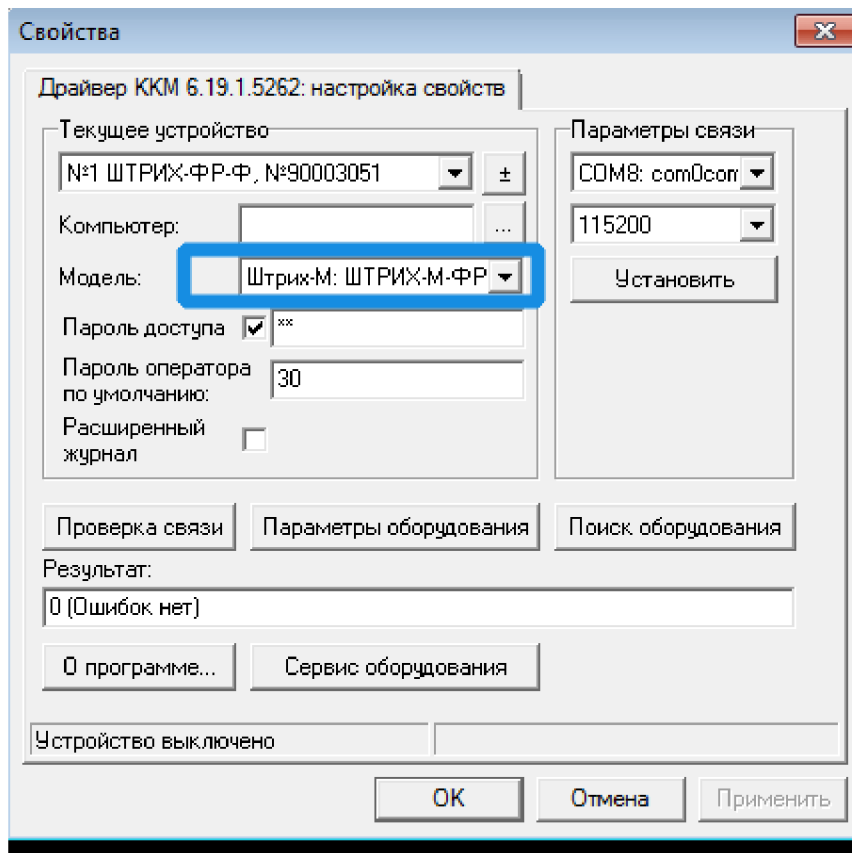 Свойства
Драйвер ККМ 6.19.1.5262: настройка свойств
Текущее устройство
№1 ШТРИХ-ФР-Ф, №90003051
±
Компьютер:
...
Модель:
Штрих-М: ШТРИХ-М-ФР
Пароль доступа
**
Пароль оператора
по умолчанию:
30
Расширенный
журнал
Параметры связи
COM8: com0com
115200
Установить
Проверка связи
Параметры оборудования
Поиск оборудования
Результат:
0 (Ошибок нет)
О программе...
Сервис оборудования
Устройство выключено
OK
Отмена
Применить